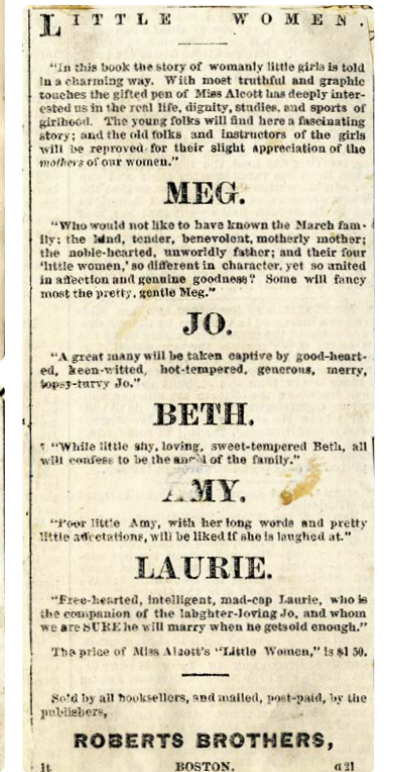 LITTLE WOMEN.
"In this book the story of womanly little girls is told
in a charming way. With most truthful and graphic
touches the gifted pen of Miss Alcott has deeply inter-
ested us in the real life, dignity, studies, and sports of
girlhood. The young folks will find here a fascinating
story; and the old folks and instructors of the girls
will be reproved for their slight appreciation of the
mothers of our women."
MEG.
"Who would not like to have known the March fam-
ily; the kind, tender, benevolent, motherly mother;
the noble-hearted, unworldly father; and their four
'little women,' so different in character, yet so united
in affection and genuine goodness? Some will fancy
most the pretty, gentle Meg."
JO.
"A great many will be taken captive by good-heart-
ed, keen-witted, hot-tempered, generous, merry,
topsy-turvy Jo."
BETH.
"While little shy, loving, sweet-tempered Beth, all
will confess to be the angel of the family."
AMY.
"Poor little Amy, with her long words and pretty
little affectations, will be liked if she is laughed at."
LAURIE.
"Free-hearted, intelligent, mad-cap Laurie, who is
the companion of the labghter-loving Jo, and whom
we are SURE he will marry when he gets old enough."
The price of Miss Alcott's "Little Women," is $1 50.
Sold by all booksellers, and mailed, post-paid, by the
publishers,
ROBERTS BROTHERS,
1t BOSTON. d21